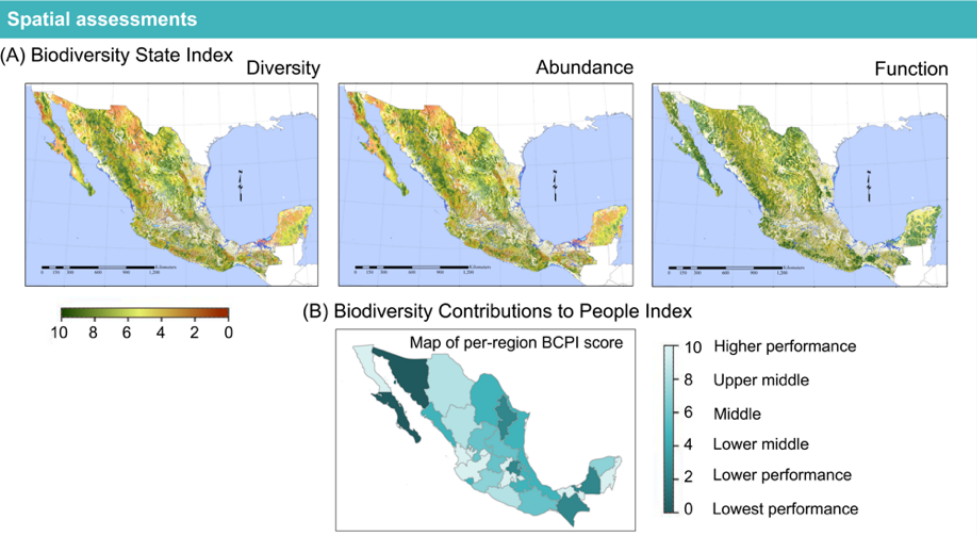 Spatial assessments
(A) Biodiversity State Index
Diversity
Abundance
Function
10 8 6 4 2 0
(B) Biodiversity Contributions to People Index
Map of per-region BCPI score
10 Higher performance
8 Upper middle
6 Middle
4 Lower middle
2 Lower performance
0 Lowest performance